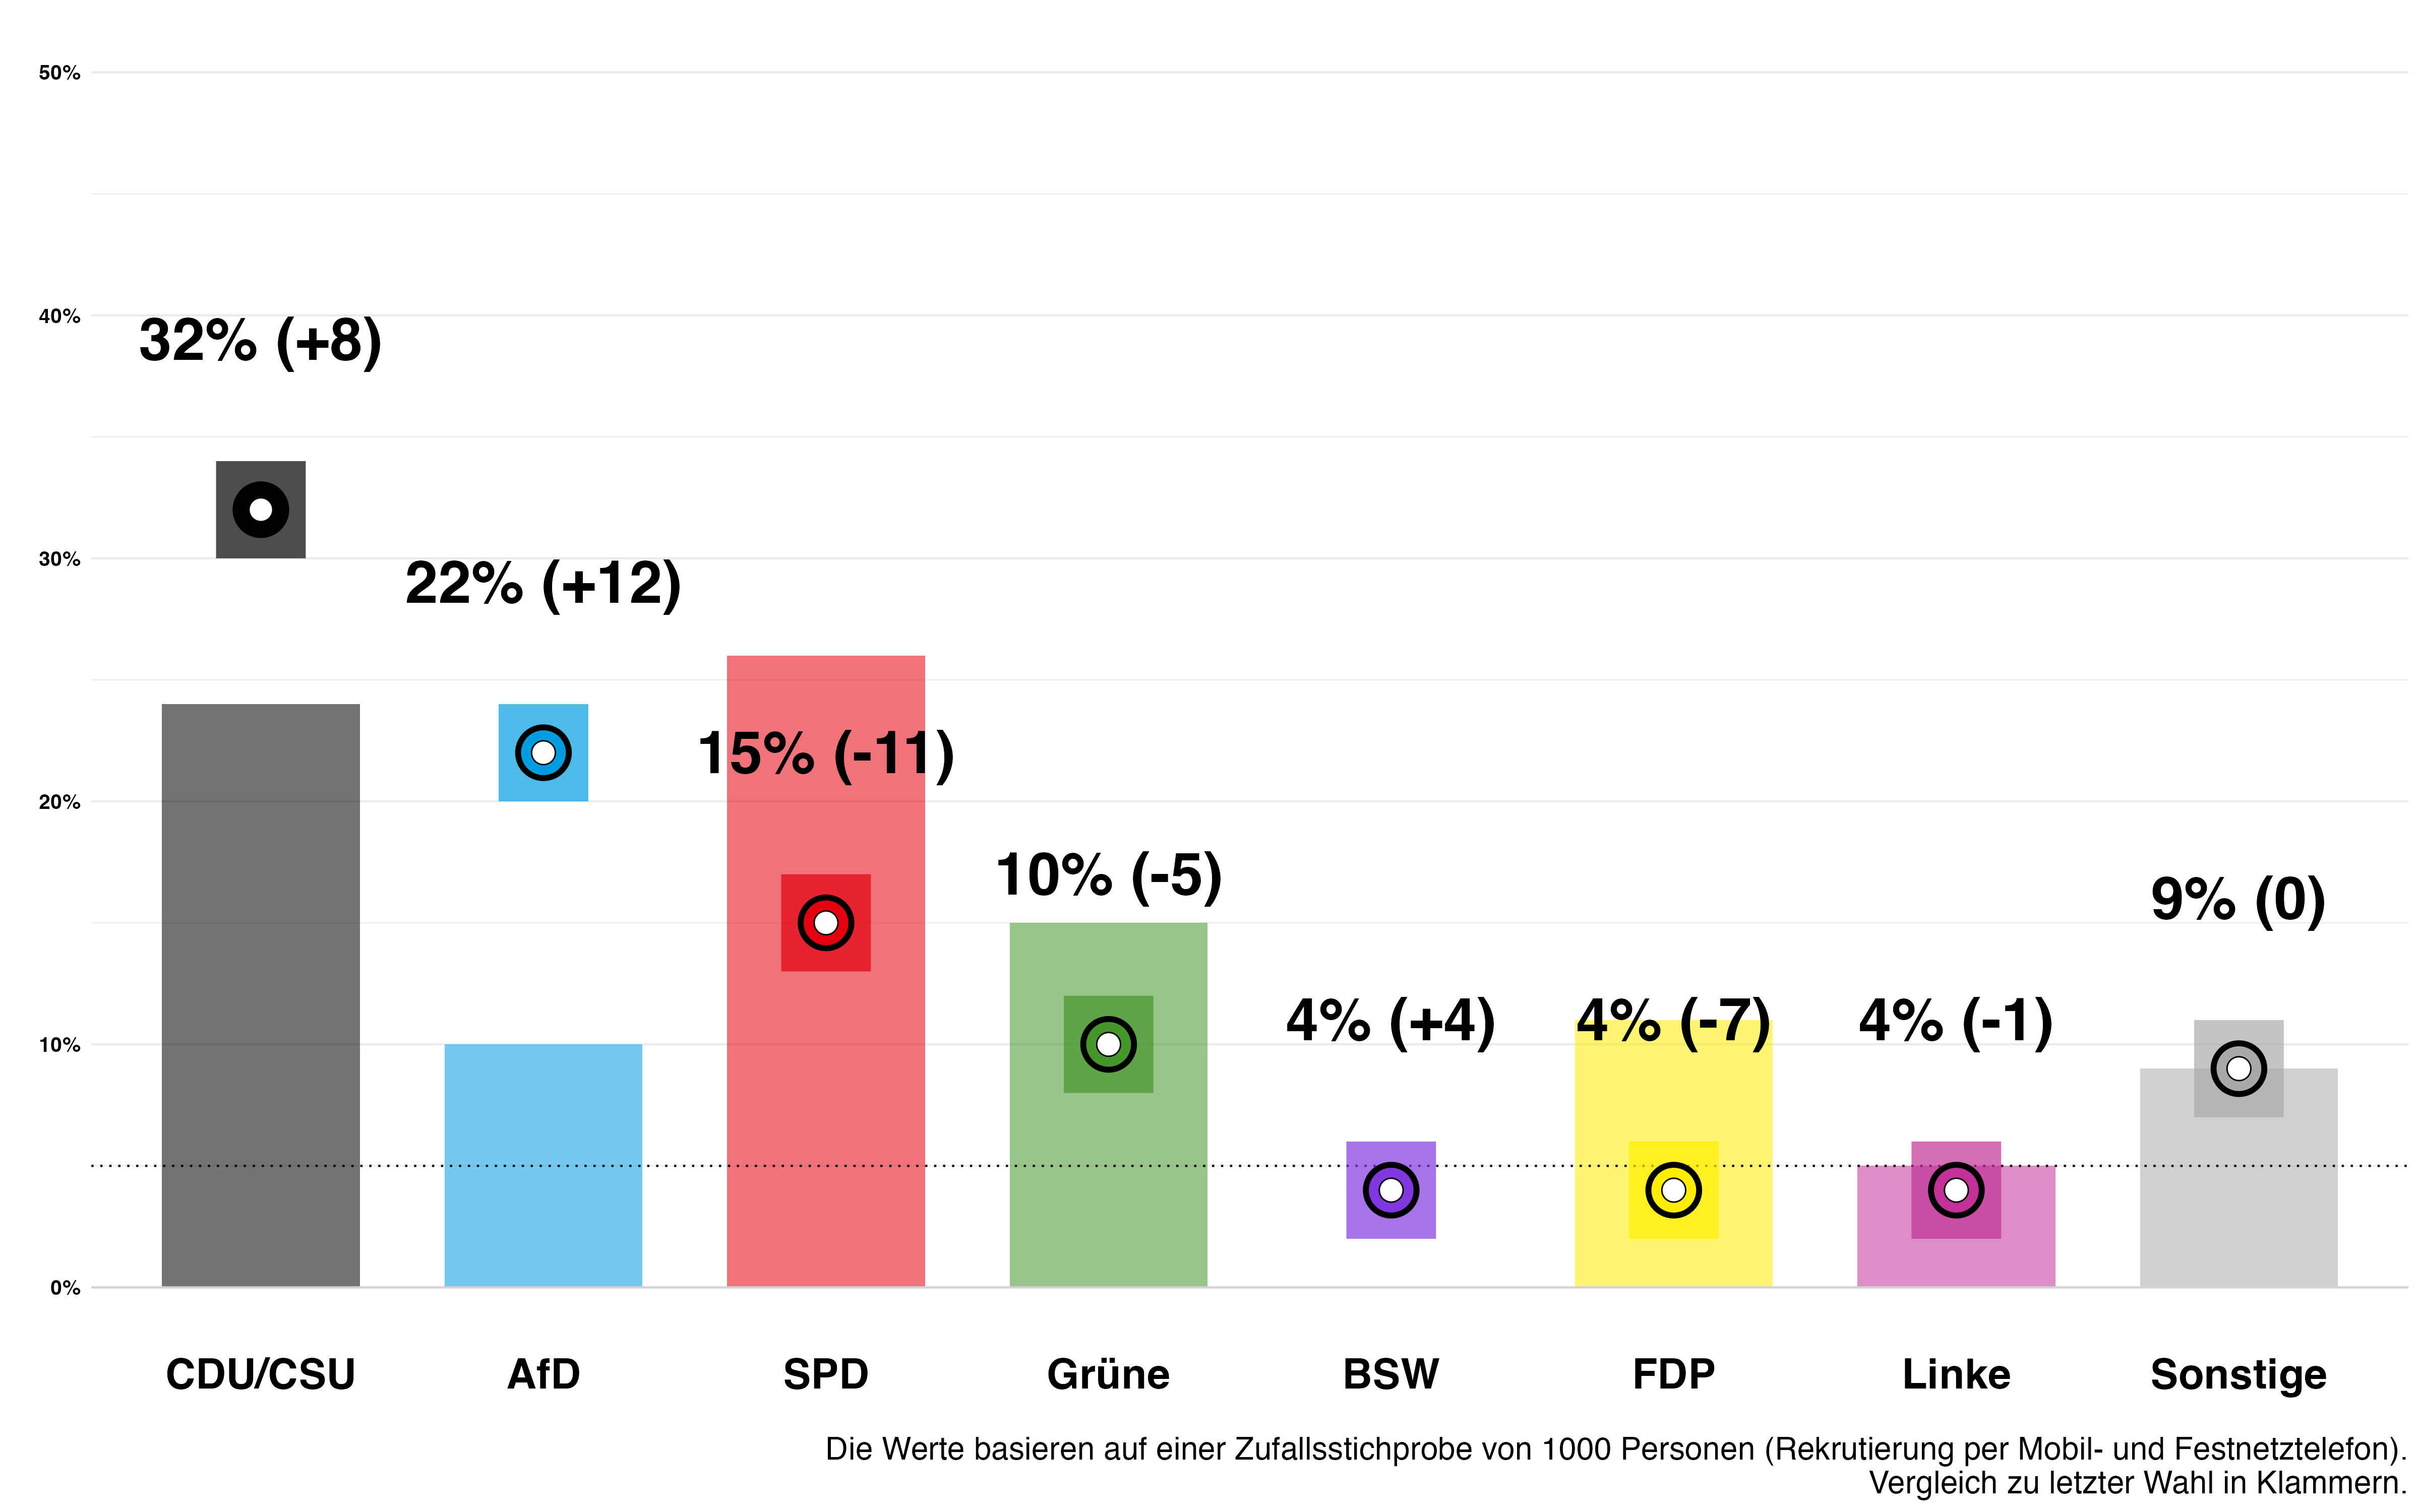 50%
40%
32% (+8)
30%
22% (+12)
15% (-11)
20%
10% (-5)
9% (0)
4% (+4) 4% (-7) 4% (-1)
10%
0%
CDU/CSU AfD SPD Grüne BSW FDP Linke Sonstige
Die Werte basieren auf einer Zufallsstichprobe von 1000 Personen (Rekrutierung per Mobil- und Festnetztelefon).
Vergleich zu letzter Wahl in Klammern.